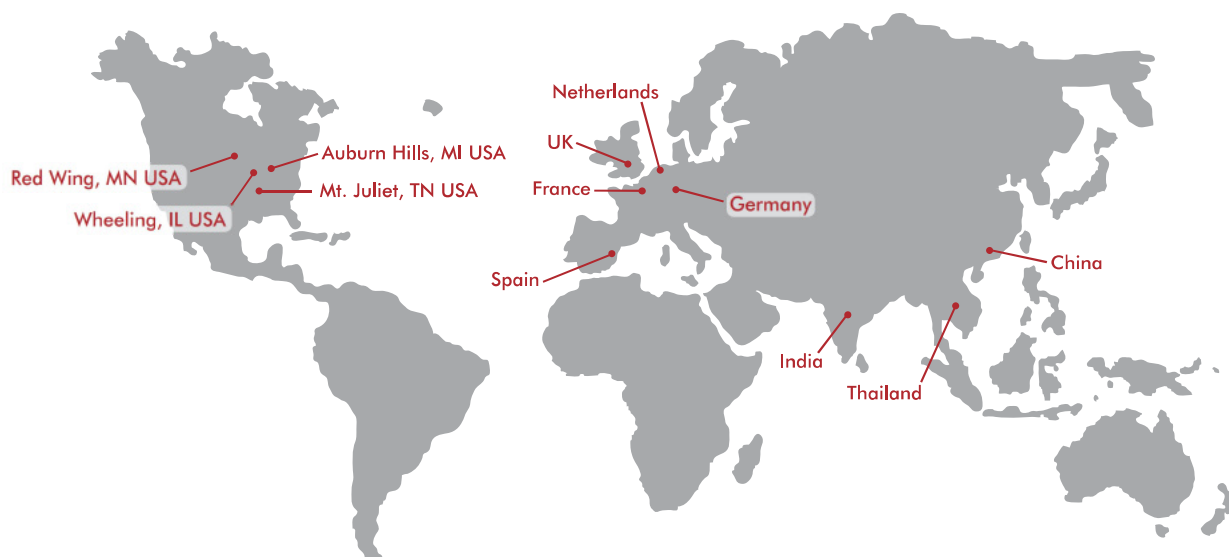 Red Wing, MN USA
Auburn Hills, MI USA
Mt. Juliet, TN USA
Wheeling, IL USA
Netherlands
UK
France
Germany
Spain
China
India
Thailand